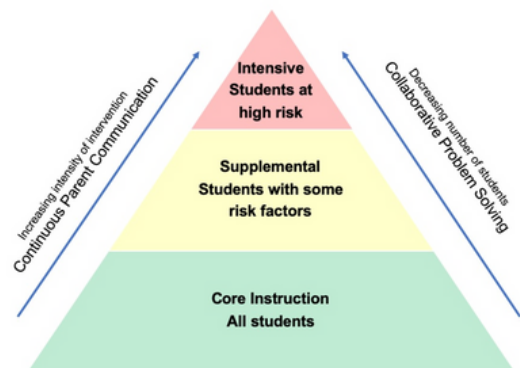 Intensive
Students at
high risk
Increasing intensity of intervention
Continuous Parent Communication
Decreasing number of students
Collaborative Problem Solving
Supplemental
Students with some
risk factors
Core Instruction
All students